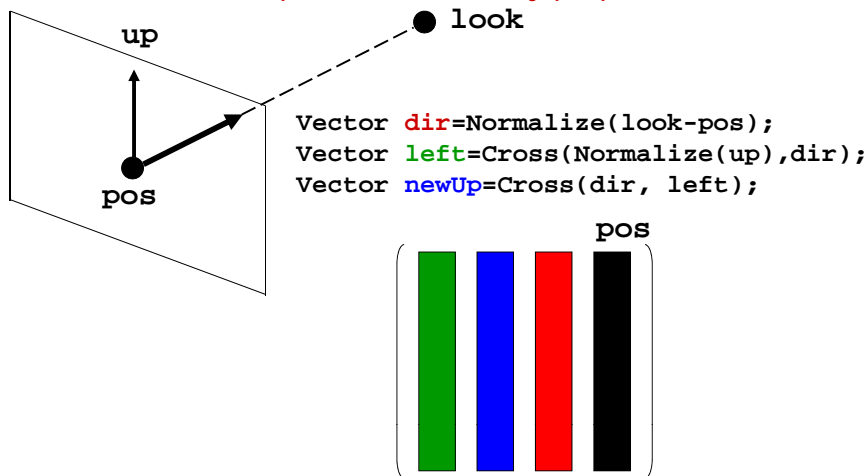 look
up
Vector dir=Normalize(look-pos);
Vector left=Cross(Normalize(up),dir);
Vector newUp=Cross(dir, left);
pos
pos